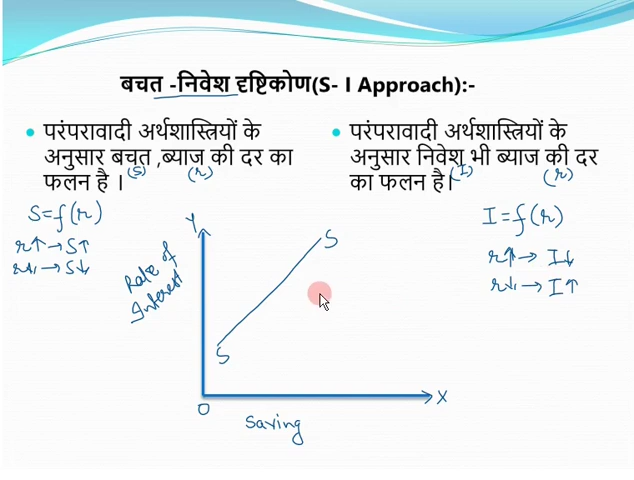 बचत -निवेश दृष्टिकोण(S- I Approach):-
• परंपरावादी अर्थशास्त्रियों के
अनुसार बचत ,ब्याज की दर का
फलन है ।
(S)
(r)
S=f(r)
r↑→S↑
r↓→S↓
• परंपरावादी अर्थशास्त्रियों के
अनुसार निवेश भी ब्याज की दर
का फलन है।
(I)
(r)
I=f(r)
r↑→ I↓
r↓→ I↑
Y
Rate of
Interest
S
S
O
X
Saving